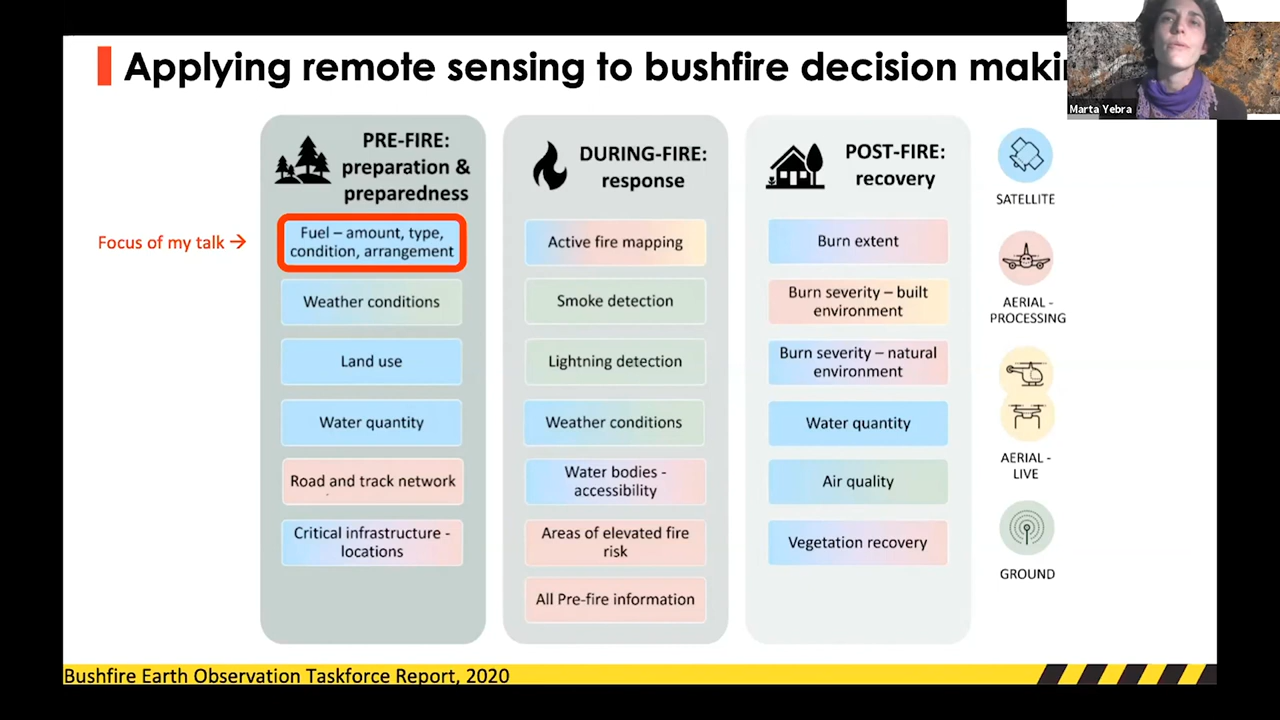 Applying remote sensing to bushfire decision maki
Marta Yebra
PRE-FIRE:
preparation &
preparedness
Focus of my talk →
Fuel – amount, type,
condition, arrangement
Weather conditions
Land use
Water quantity
Road and track network
Critical infrastructure -
locations
DURING-FIRE:
response
Active fire mapping
Smoke detection
Lightning detection
Weather conditions
Water bodies -
accessibility
Areas of elevated fire
risk
All Pre-fire information
POST-FIRE:
recovery
Burn extent
Burn severity – built
environment
Burn severity – natural
environment
Water quantity
Air quality
Vegetation recovery
SATELLITE
AERIAL -
PROCESSING
AERIAL -
LIVE
GROUND
Bushfire Earth Observation Taskforce Report, 2020